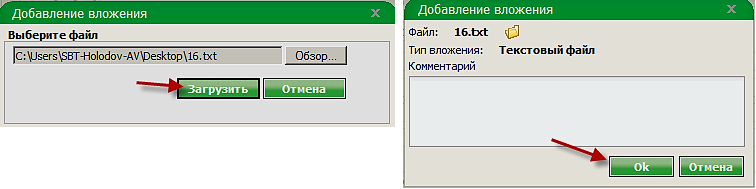 Добавление вложения
Выберите файл
C:\Users\SBT-Holodov-AV\Desktop\16.txt
Обзор...
Загрузить
Отмена
Добавление вложения
Файл: 16.txt
Тип вложения: Текстовый файл
Комментарий
Ok
Отмена